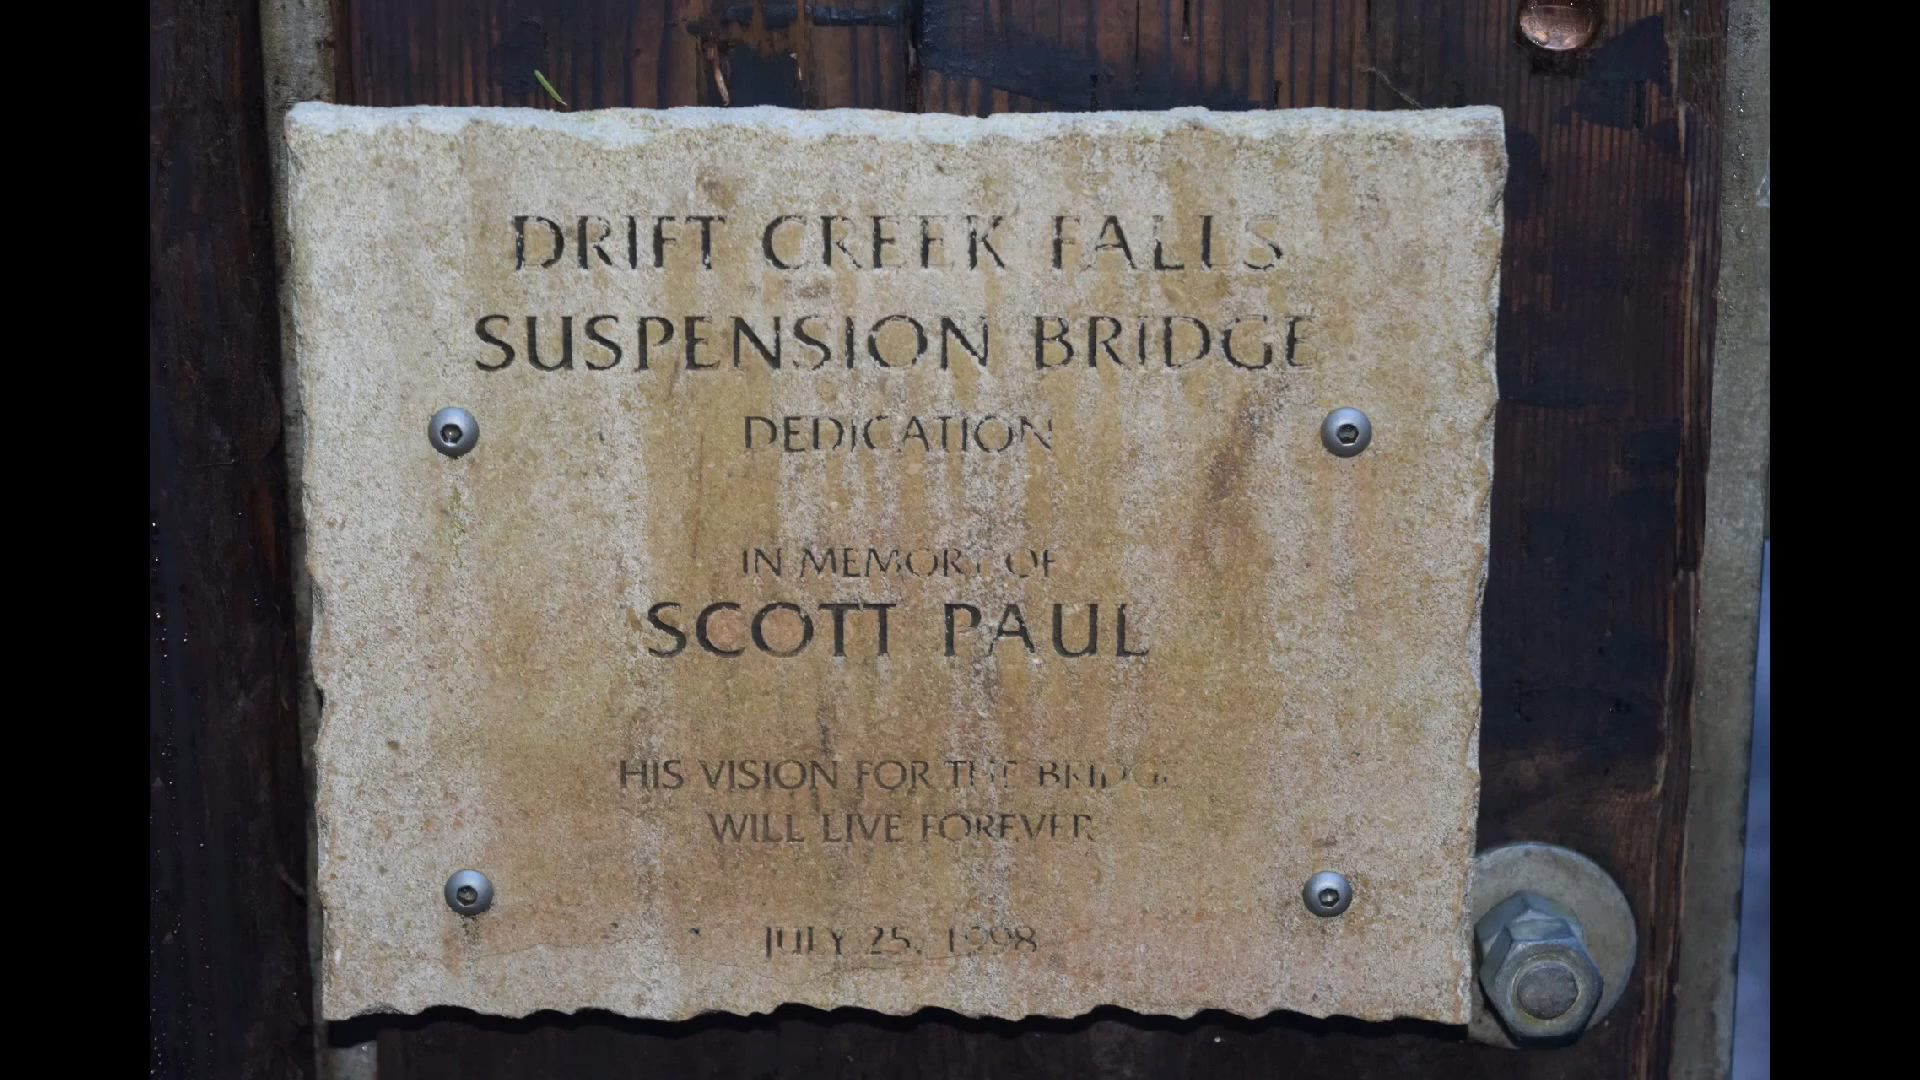 DRIFT CREEK FALLS
SUSPENSION BRIDGE
DEDICATION
IN MEMORY OF
SCOTT PAUL
HIS VISION FOR THE BRIDGE
WILL LIVE FOREVER
JULY 25, 1998